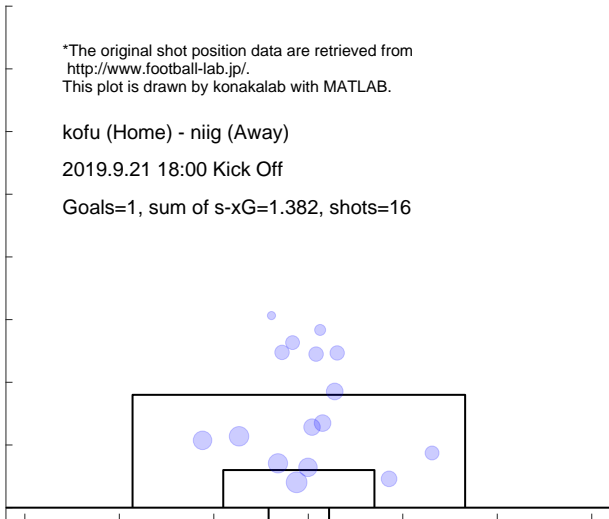 *The original shot position data are retrieved from
http://www.football-lab.jp/.
This plot is drawn by konakalab with MATLAB.
kofu (Home) - niig (Away)
2019.9.21 18:00 Kick Off
Goals=1, sum of s-xG=1.382, shots=16